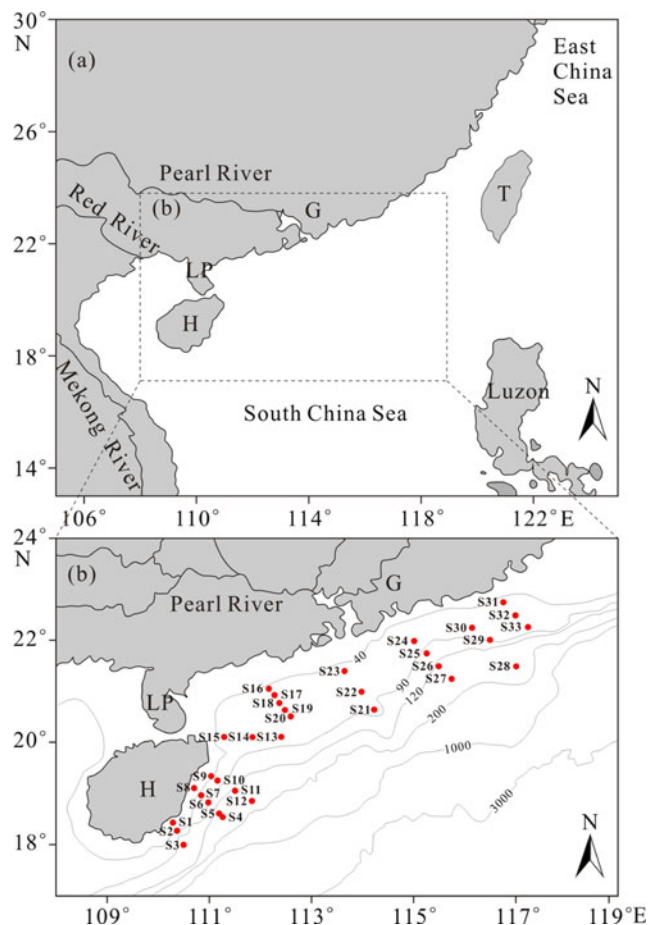 30°
N
(a)
East
China
Sea
26°
Pearl River
T
Red River
(b)
G
22°
LP
H
18°
Luzon
Mekong River
South China Sea
N
14°
106°
110°
114°
118°
122° E
24°
N
(b)
G
S31
Pearl River
S32
S30
S33
22°
S24
S29
40
S25
S23
S26
S28
S16
90
S27
LP
S17
S22
120
S18
S19
S21
200
S20
20°
S15
S14
S13
1000
S9
S10
H
S8
S11
S7
3000
S6
S12
S5
S4
S1
S2
18°
S3
N
109°
111°
113°
115°
117°
119°E